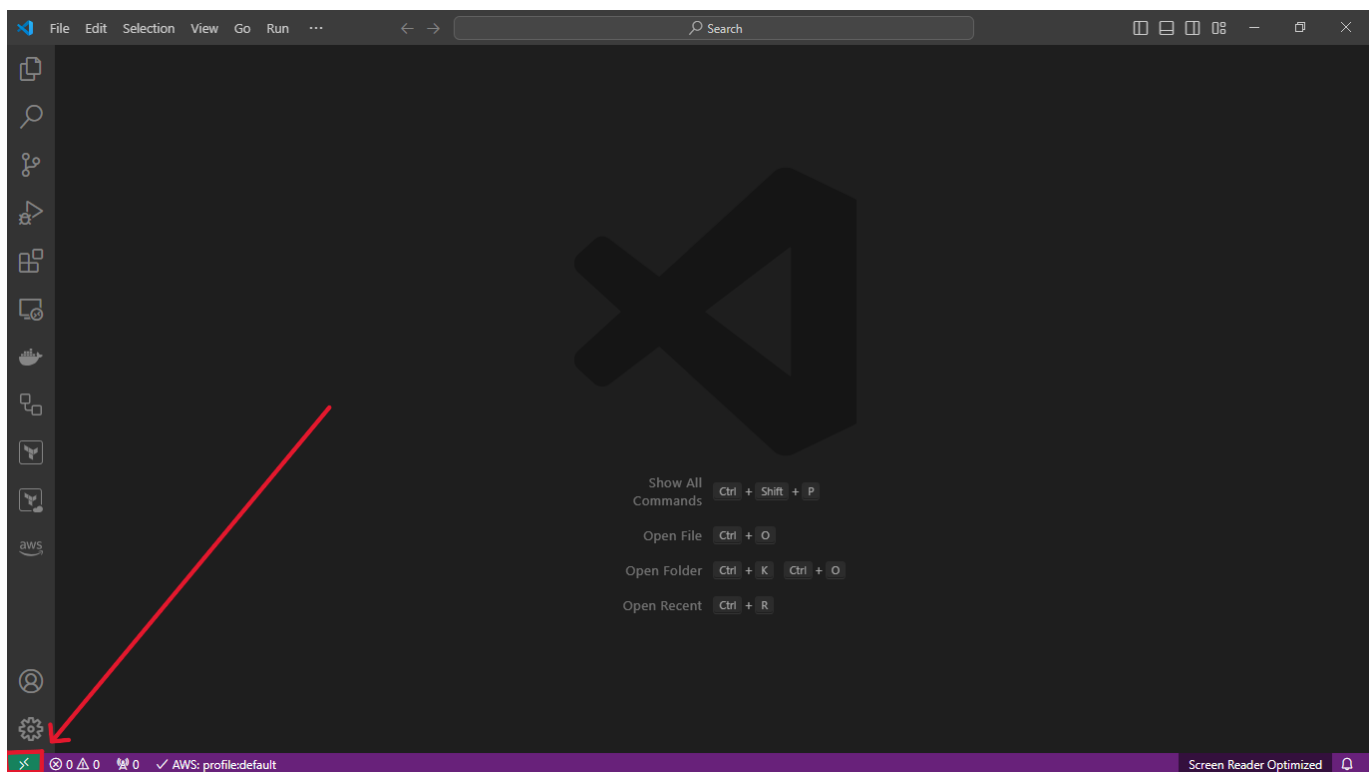 File Edit Selection View Go Run ···
Search
aws
Show All
Commands Ctrl + Shift + P
Open File Ctrl + O
Open Folder Ctrl + K Ctrl + O
Open Recent Ctrl + R
0 0 0 AWS: profile:default
Screen Reader Optimized